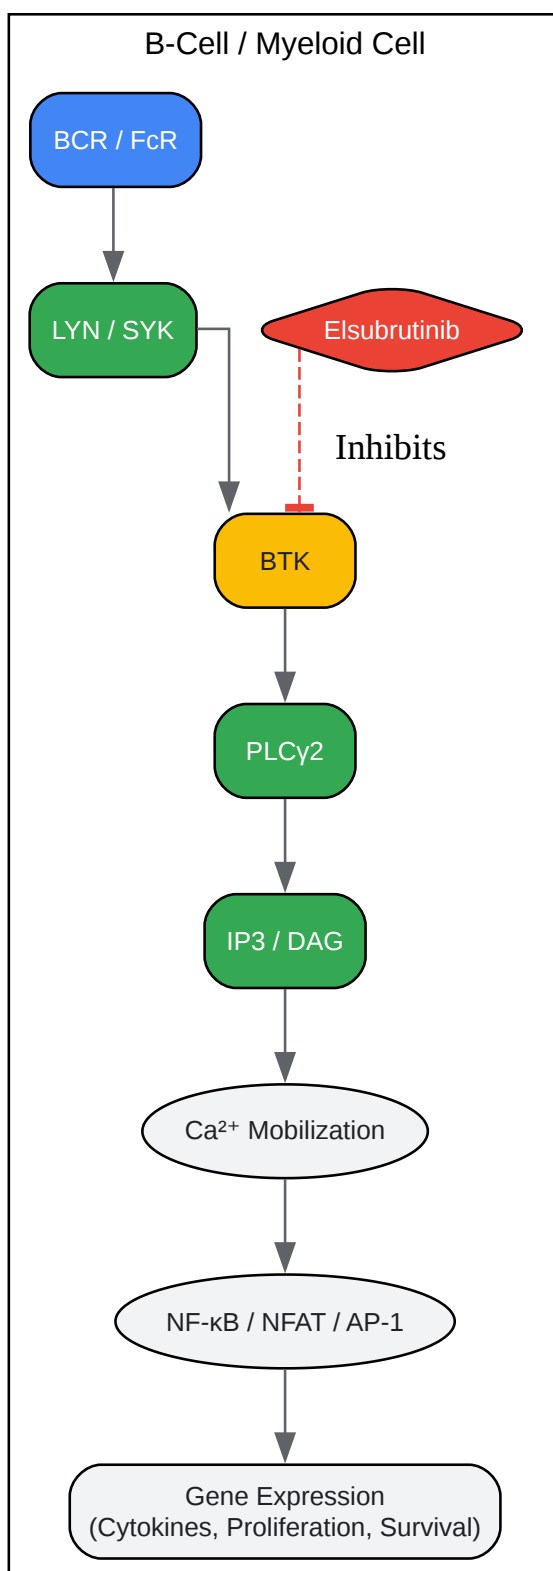 B-Cell / Myeloid Cell
BCR / FcR
LYN / SYK
Elsubrutinib
Inhibits
BTK
PLCγ2
IP3 / DAG
Ca²⁺ Mobilization
NF-κB / NFAT / AP-1
Gene Expression
(Cytokines, Proliferation, Survival)